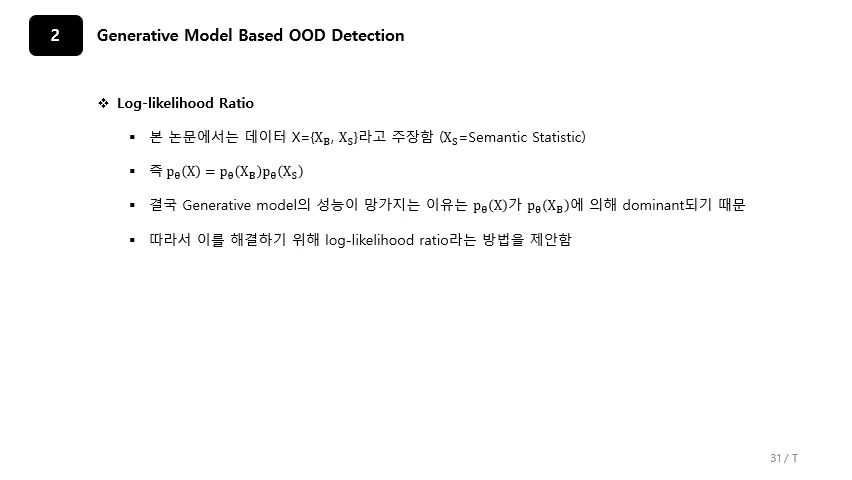 2
Generative Model Based OOD Detection
❖ Log-likelihood Ratio
▪ 본 논문에서는 데이터 X={X_B, X_S}라고 주장함 (X_S=Semantic Statistic)
▪ 즉 p_θ(X) = p_θ(X_B)p_θ(X_S)
▪ 결국 Generative model의 성능이 망가지는 이유는 p_θ(X)가 p_θ(X_B)에 의해 dominant되기 때문
▪ 따라서 이를 해결하기 위해 log-likelihood ratio라는 방법을 제안함
31 / T